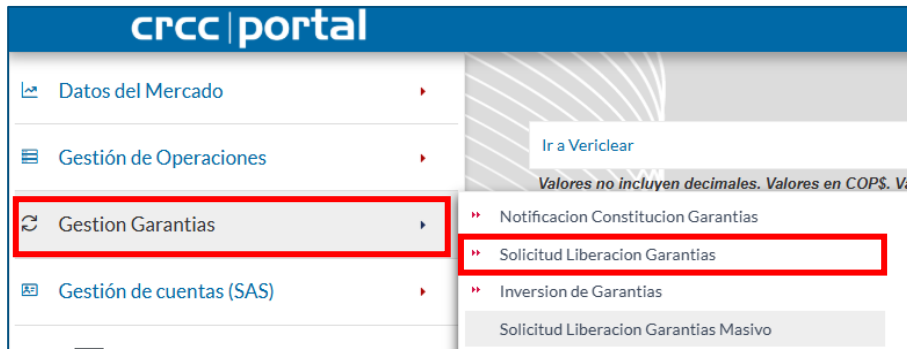 crcc|portal
Datos del Mercado
Gestión de Operaciones
Gestion Garantias
Gestión de cuentas (SAS)
Ir a Vericlear
Valores no incluyen decimales. Valores en COP$. Va
Notificacion Constitucion Garantias
Solicitud Liberacion Garantias
Inversion de Garantias
Solicitud Liberacion Garantias Masivo